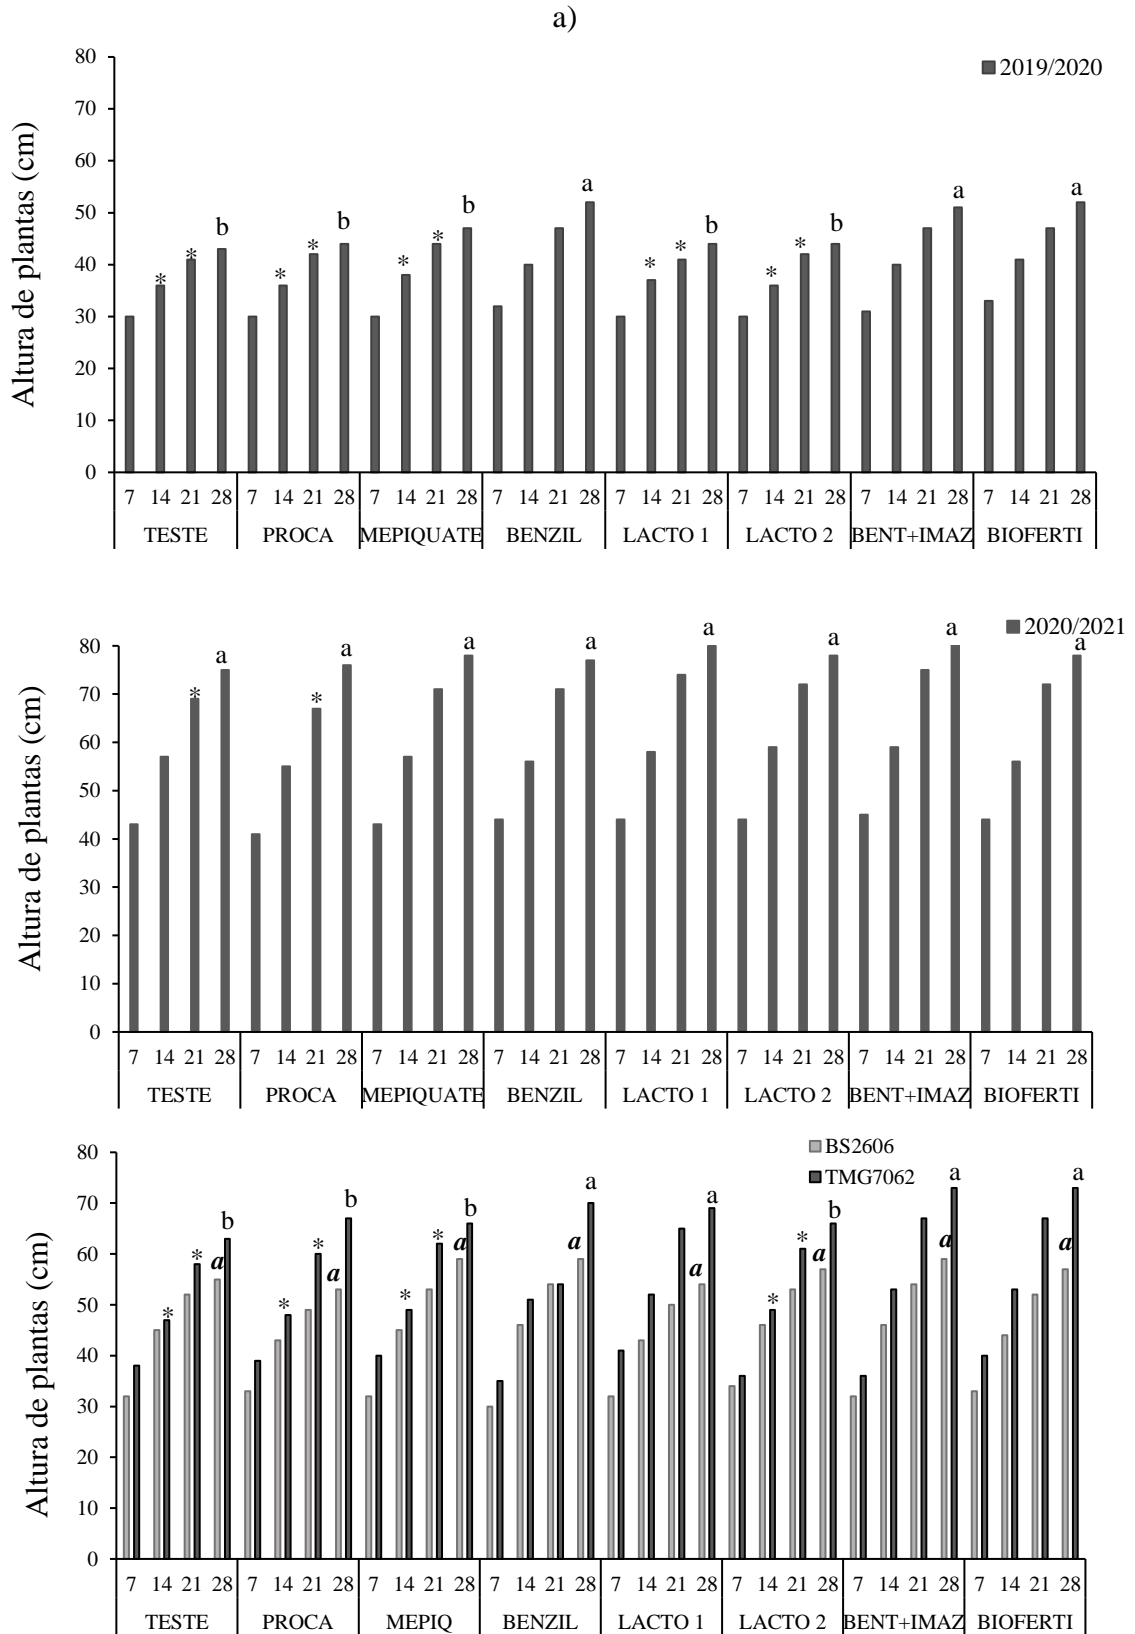 a)
2019/2020
Altura de plantas (cm)
80
70
60
50
40
30
20
10
0
* * b
* * b
* * b
a
* * b
* * b
a
a
7 14 21 28 7 14 21 28 7 14 21 28 7 14 21 28 7 14 21 28 7 14 21 28 7 14 21 28 7 14 21 28
TESTE PROCA MEPIQUATE BENZIL LACTO 1 LACTO 2 BENT+IMAZ BIOFERTI
2020/2021
Altura de plantas (cm)
80
70
60
50
40
30
20
10
0
* a
* a
a
a
a
a
a
a
7 14 21 28 7 14 21 28 7 14 21 28 7 14 21 28 7 14 21 28 7 14 21 28 7 14 21 28 7 14 21 28
TESTE PROCA MEPIQUATE BENZIL LACTO 1 LACTO 2 BENT+IMAZ BIOFERTI
BS2606
TMG7062
Altura de plantas (cm)
80
70
60
50
40
30
20
10
0
* * a b
* * a b
* * a b
a a
a a
* * a b
a a
a a
7 14 21 28 7 14 21 28 7 14 21 28 7 14 21 28 7 14 21 28 7 14 21 28 7 14 21 28 7 14 21 28
TESTE PROCA MEPIQ BENZIL LACTO 1 LACTO 2 BENT+IMAZ BIOFERTI